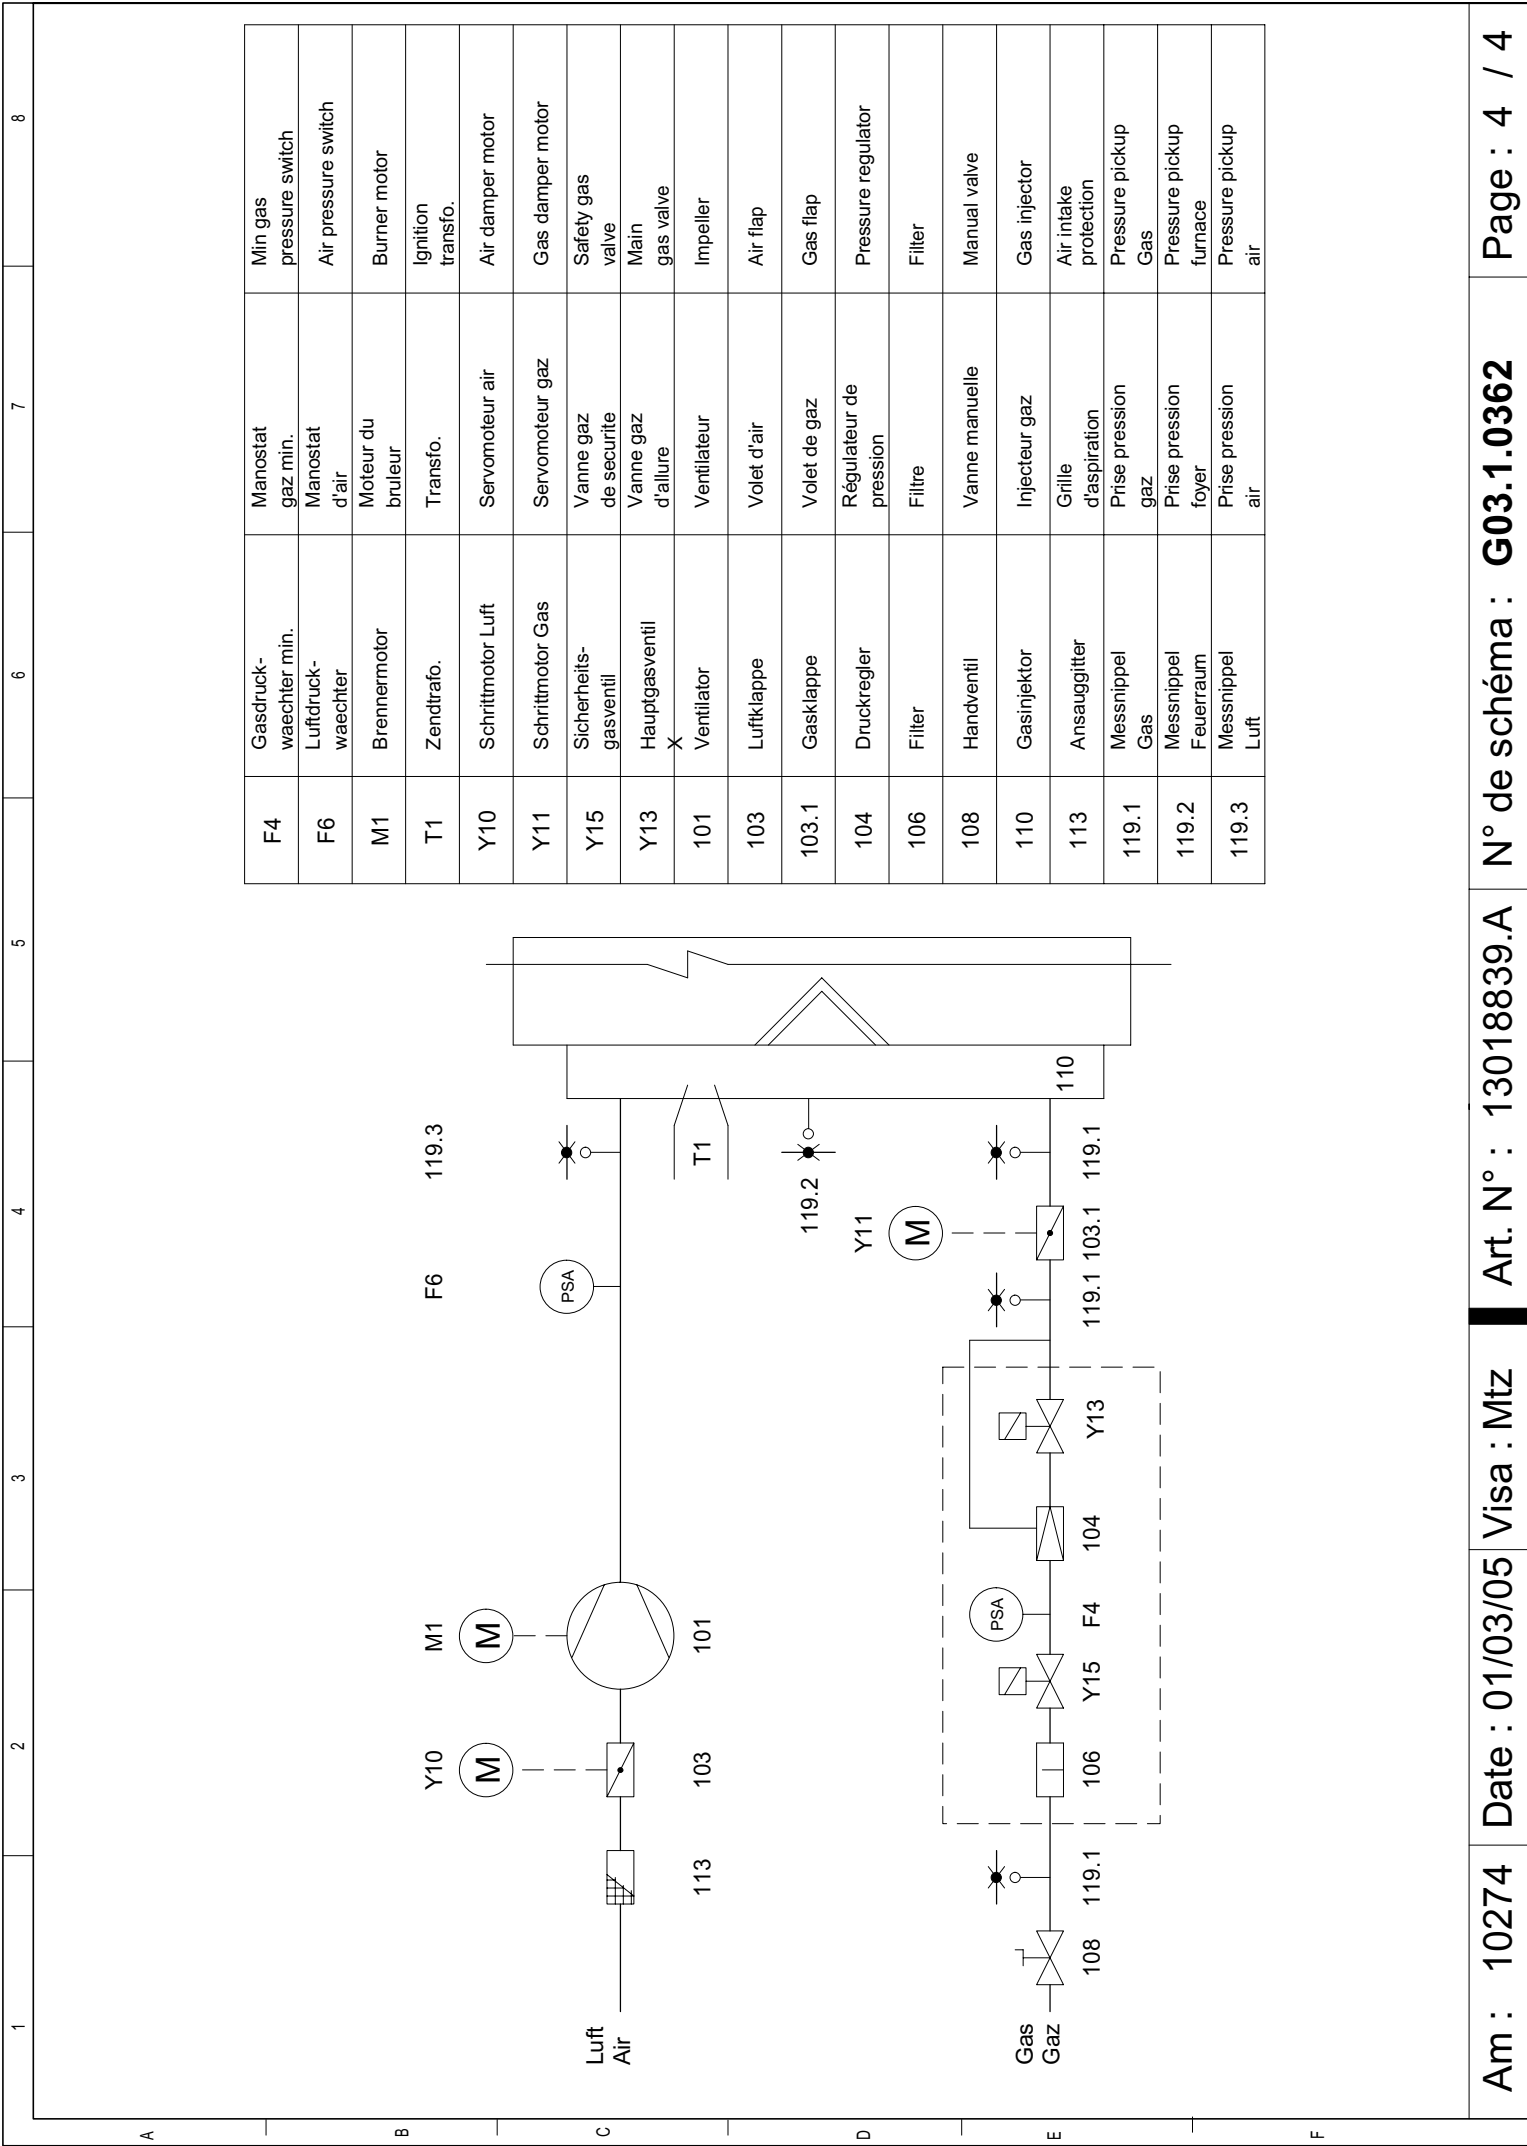 1 2 3 4 5 6 7 8
A
B
C
D
E
F
Luft
Air
113
Y10
M
103
M1
M
101
F6
PSA
119.3
T1
119.2
Gas
Gaz
108
119.1
106
Y15
PSA
F4
104
Y13
119.1
Y11
M
103.1
119.1
110
F4 Gasdruck- Manostat Min gas
waechter min. gaz min. pressure switch
F6 Luftdruck- Manostat Air pressure switch
waechter d'air
M1 Brennermotor Moteur du Burner motor
bruleur
T1 Zendtrafo. Transfo. Ignition
transfo.
Y10 Schrittmotor Luft Servomoteur air Air damper motor
Y11 Schrittmotor Gas Servomoteur gaz Gas damper motor
Y15 Sicherheits- Vanne gaz Safety gas
gasventil de securite valve
Y13 Hauptgasventil Vanne gaz Main
X d'allure gas valve
101 Ventilator Ventilateur Impeller
103 Luftklappe Volet d'air Air flap
103.1 Gasklappe Volet de gaz Gas flap
104 Druckregler Régulateur de Pressure regulator
pression
106 Filter Filtre Filter
108 Handventil Vanne manuelle Manual valve
110 Gasinjektor Injecteur gaz Gas injector
113 Ansauggitter Grille Air intake
d'aspiration protection
119.1 Messnippel Prise pression Pressure pickup
Gas gaz Gas
119.2 Messnippel Prise pression Pressure pickup
Feuerraum foyer furnace
119.3 Messnippel Prise pression Pressure pickup
Luft air air
Am : 10274 Date : 01/03/05 Visa : Mtz Art. N° : 13018839.A N° de schéma : G03.1.0362 Page : 4 / 4